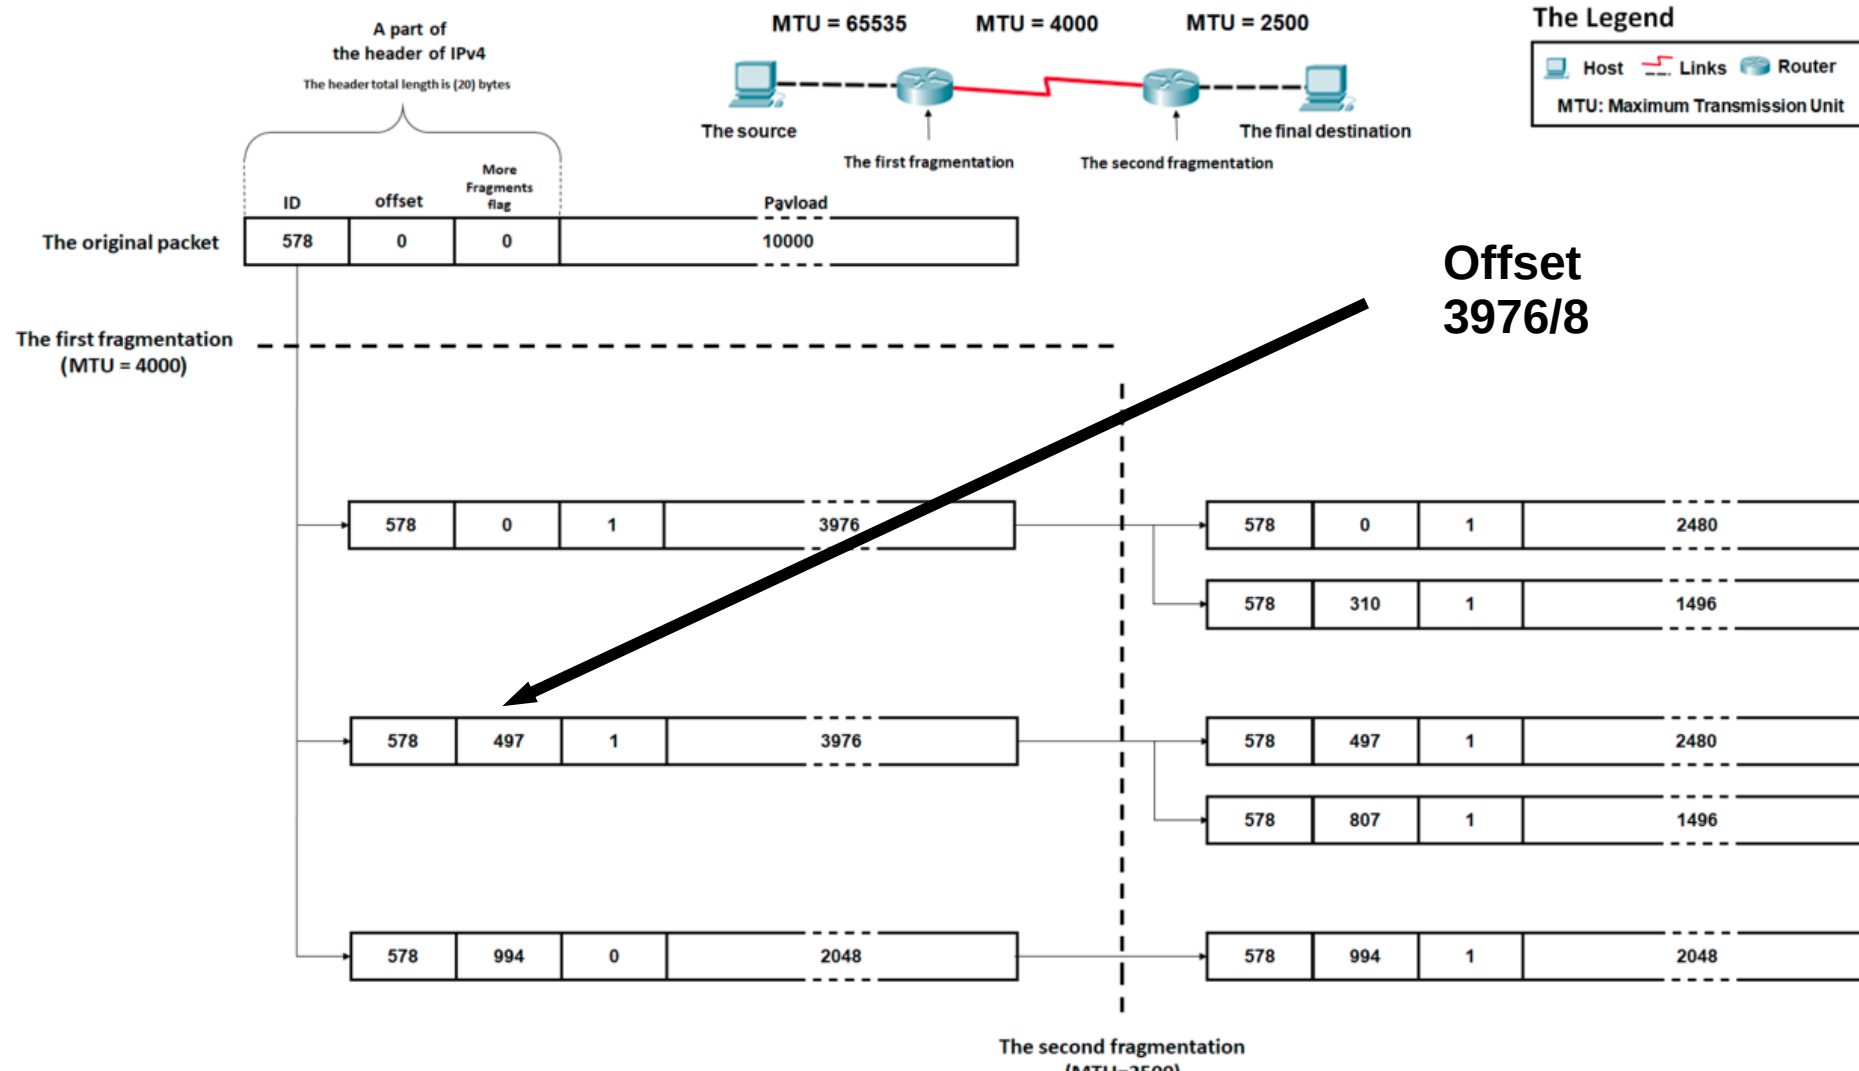 A part of
the header of IPv4
The header total length is (20) bytes
MTU = 65535
MTU = 4000
MTU = 2500
The source
The first fragmentation
The second fragmentation
The final destination
The Legend
Host
Links
Router
MTU: Maximum Transmission Unit
ID
offset
More
Fragments
flag
Payload
The original packet
578 0 0 10000
Offset
3976/8
The first fragmentation
(MTU = 4000)
578 0 1 3976
578 0 1 2480
578 310 1 1496
578 497 1 3976
578 497 1 2480
578 807 1 1496
578 994 0 2048
578 994 1 2048
The second fragmentation
(MTU=2500)